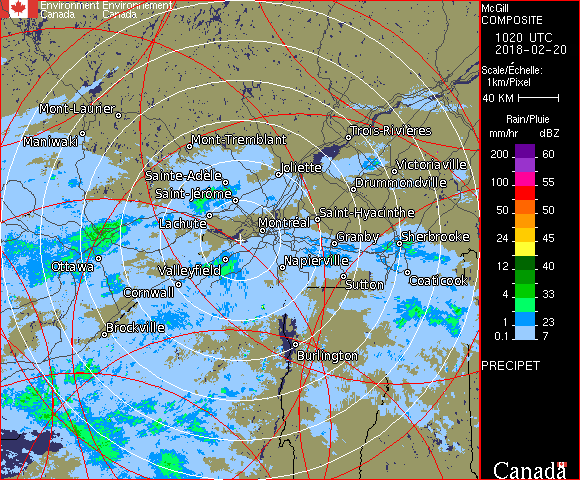 Environment Environnement
Canada Canada
McGill
COMPOSITE
1020 UTC
2018-02-20
Scale/Échelle:
1km/Pixel
40 KM
Rain/Pluie
mm/hr dBZ
200 60
100 55
50 50
24 45
12 40
4 33
1 23
0.1 7
PRECIPET
Canada
Mont-Laurier
Maniwaki
Mont-Tremblant
Trois-Rivières
Sainte-Adèle
Joliette
Victoriaville
Drummondville
Saint-Jérôme
Lachute
Montréal
Saint-Hyacinthe
Granby
Sherbrooke
Ottawa
Valleyfield
Napierville
Cornwall
Sutton
Coaticook
Brockville
Burlington